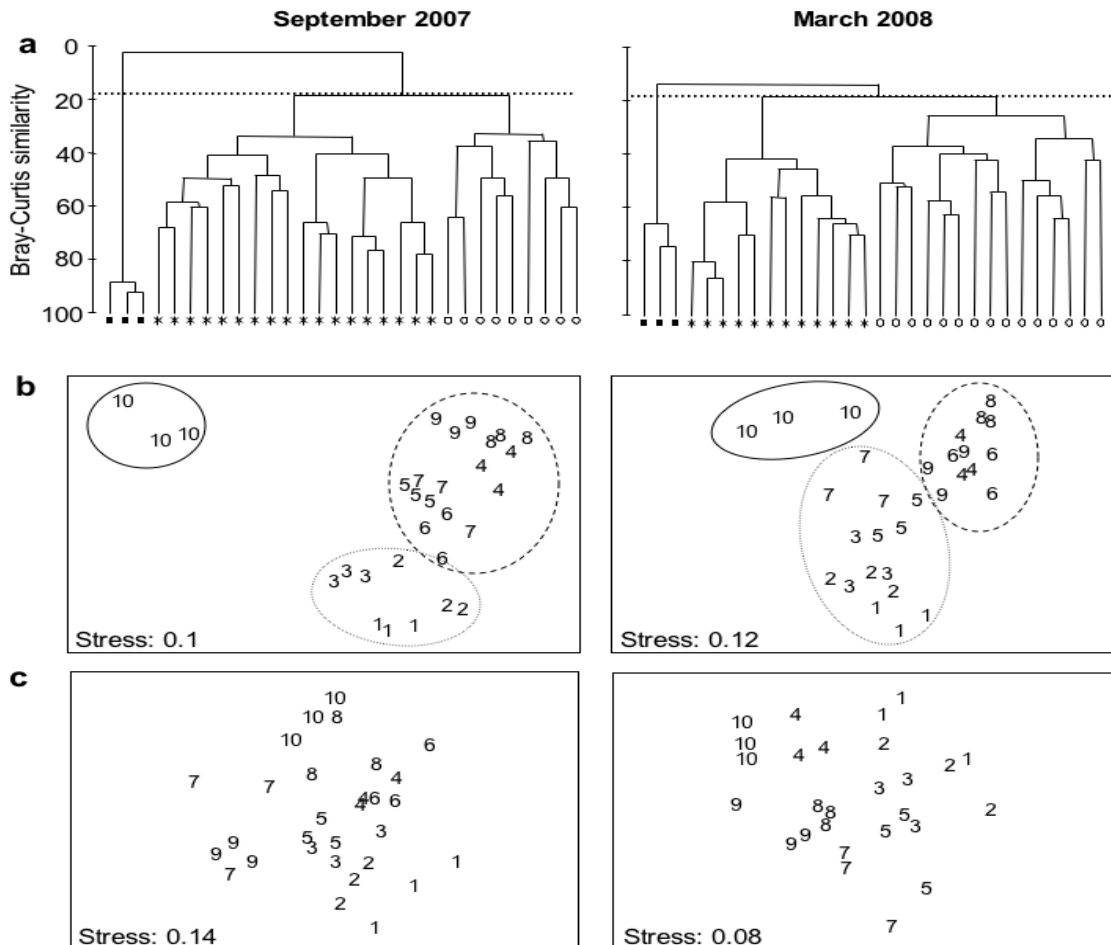 September 2007
March 2008
a
Bray-Curtis similarity
0
20
40
60
80
100
b
10
10 10
9 9
9 8 8 8
4
4
4
7
5 7
5 5
6
6 7
6
2
3 3
3
2 2
1 1 1
Stress: 0.1
8
8 8
10 10 10
4
7 6 9 6
9 4 4
7 7 5 9 6
3 5 5
2 2 3
3 2
1 1
1
Stress: 0.12
c
10
10 8
10 6
8
7 7 8 4
4 4 6 6
5 3
5 5
9 3
9 9 3 2
7 2 1 1
2
1
Stress: 0.14
1
10 4 1
10 4 4 2
10 4 2 1
3 3
9 8 8 2
9 9 8 5 5 3
7
7
5
7
Stress: 0.08